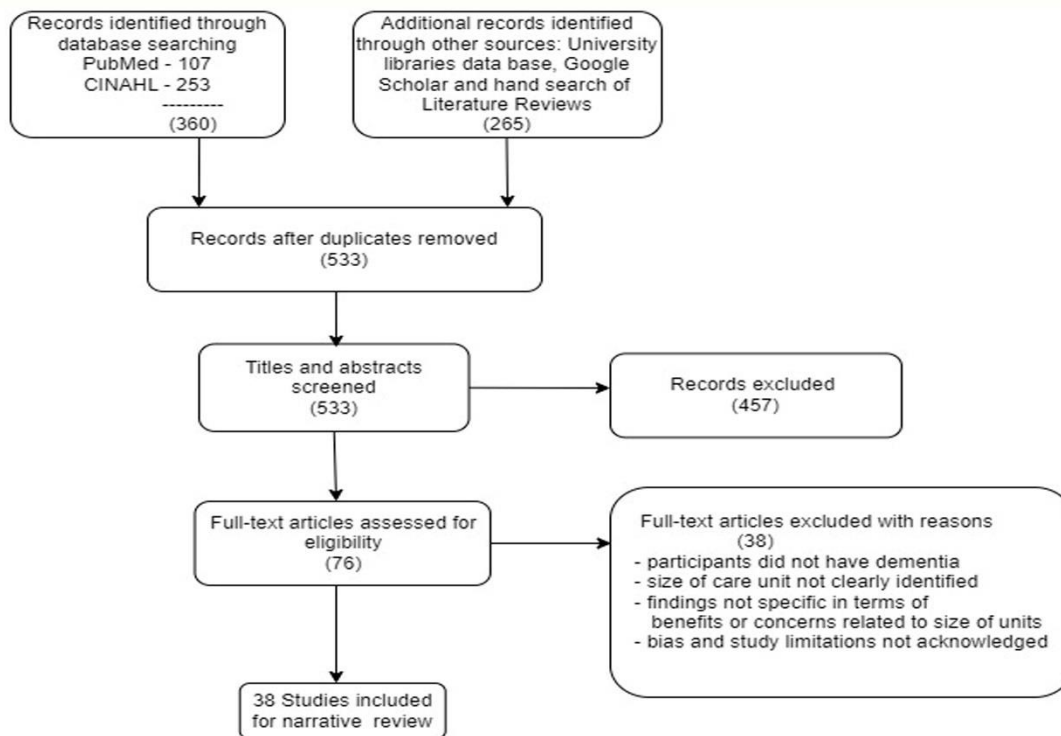 Records identified through
database searching
PubMed - 107
CINAHL - 253
---------
(360)
Additional records identified
through other sources: University
libraries data base, Google
Scholar and hand search of
Literature Reviews
(265)
Records after duplicates removed
(533)
Titles and abstracts
screened
(533)
Records excluded
(457)
Full-text articles assessed for
eligibility
(76)
Full-text articles excluded with reasons
(38)
- participants did not have dementia
- size of care unit not clearly identified
- findings not specific in terms of
benefits or concerns related to size of units
- bias and study limitations not acknowledged
38 Studies included
for narrative review